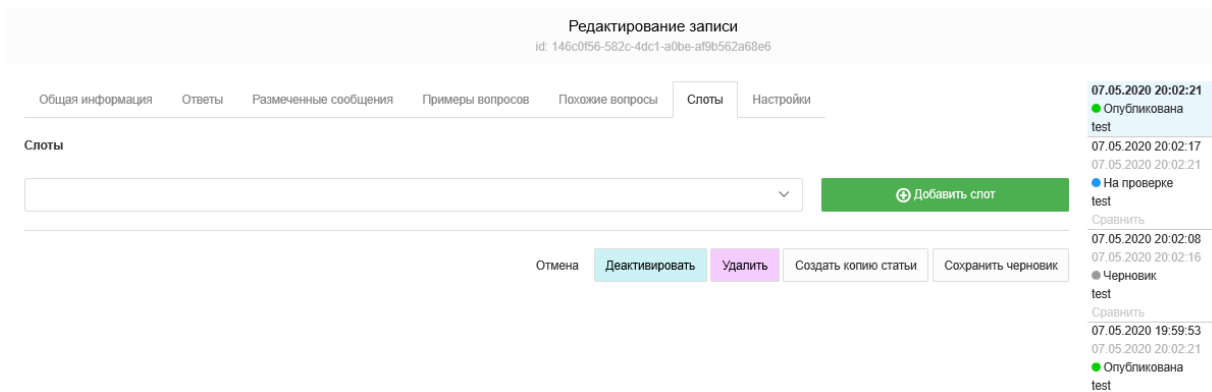 Редактирование записи
id: 146c0f56-582c-4dc1-a0be-af9b562a68e6
Общая информация Ответы Размеченные сообщения Примеры вопросов Похожие вопросы Слоты Настройки
Слоты
Добавить слот
Отмена Деактивировать Удалить Создать копию статьи Сохранить черновик
07.05.2020 20:02:21
Опубликована
test
07.05.2020 20:02:17
07.05.2020 20:02:21
На проверке
test
Сравнить
07.05.2020 20:02:08
07.05.2020 20:02:16
Черновик
test
Сравнить
07.05.2020 19:59:53
07.05.2020 20:02:21
Опубликована
test